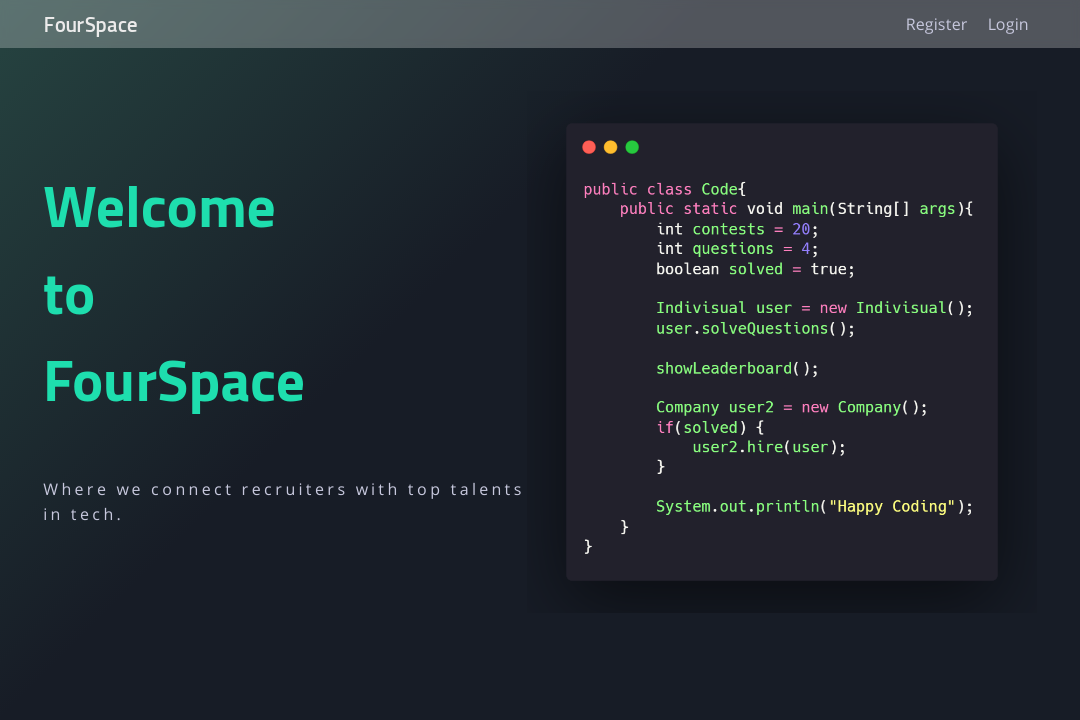 FourSpace
Register Login
Welcome
to
FourSpace
Where we connect recruiters with top talents
in tech.
public class Code{
    public static void main(String[] args){
        int contests = 20;
        int questions = 4;
        boolean solved = true;
        Indivisual user = new Indivisual();
        user.solveQuestions();
        showLeaderboard();
        Company user2 = new Company();
        if(solved) {
            user2.hire(user);
        }
        System.out.println("Happy Coding");
    }
}